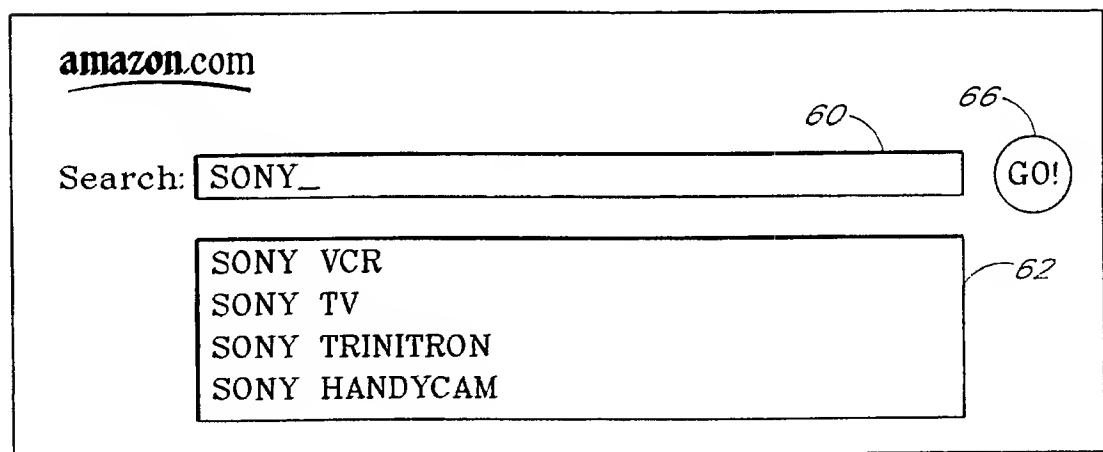 amazon.com
66
60
Search: SONY_ GO!
SONY VCR
62
SONY TV
SONY TRINITRON
SONY HANDYCAM